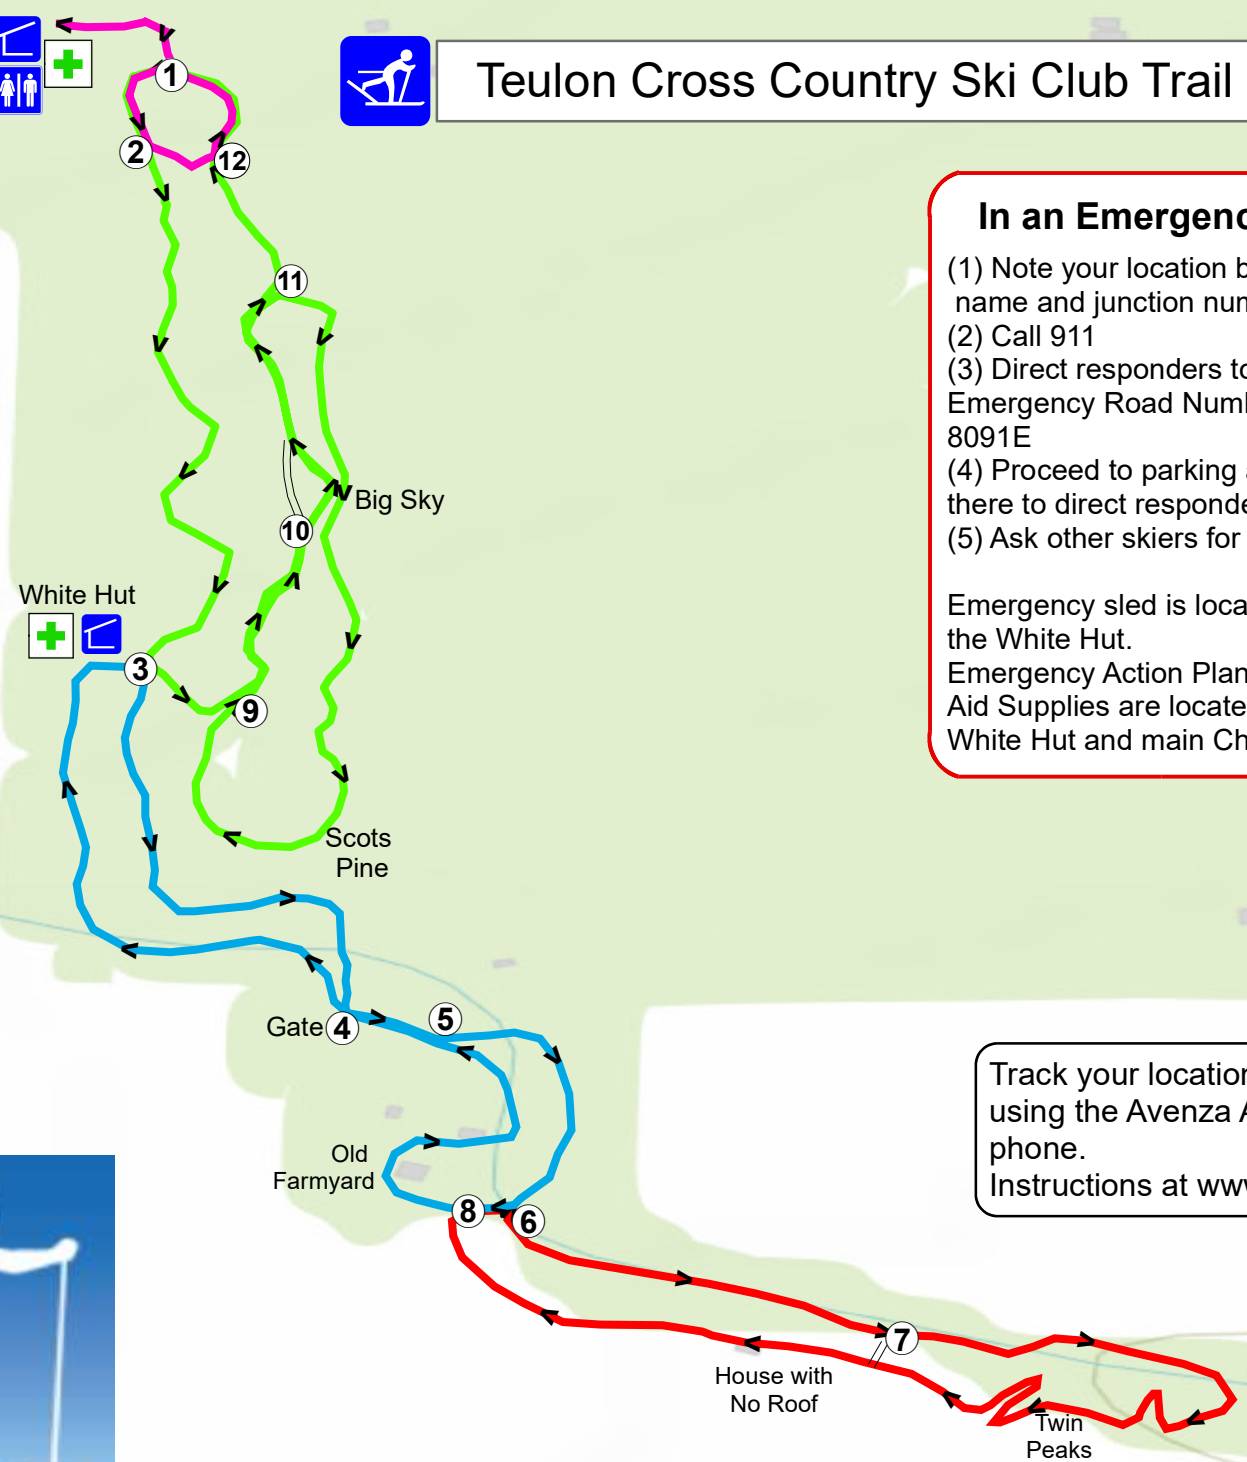 Teulon Cross Country Ski Club Trail
1
2
12
11
In an Emergenc
(1) Note your location b
name and junction num
(2) Call 911
(3) Direct responders to
Emergency Road Numb
8091E
(4) Proceed to parking a
there to direct responde
(5) Ask other skiers for
Emergency sled is loca
the White Hut.
Emergency Action Plan
Aid Supplies are locate
White Hut and main Ch
Big Sky
10
White Hut
3
9
Scots
Pine
Gate
4
5
Track your location
using the Avenza A
phone.
Instructions at www
Old
Farmyard
8
6
7
House with
No Roof
Twin
Peaks